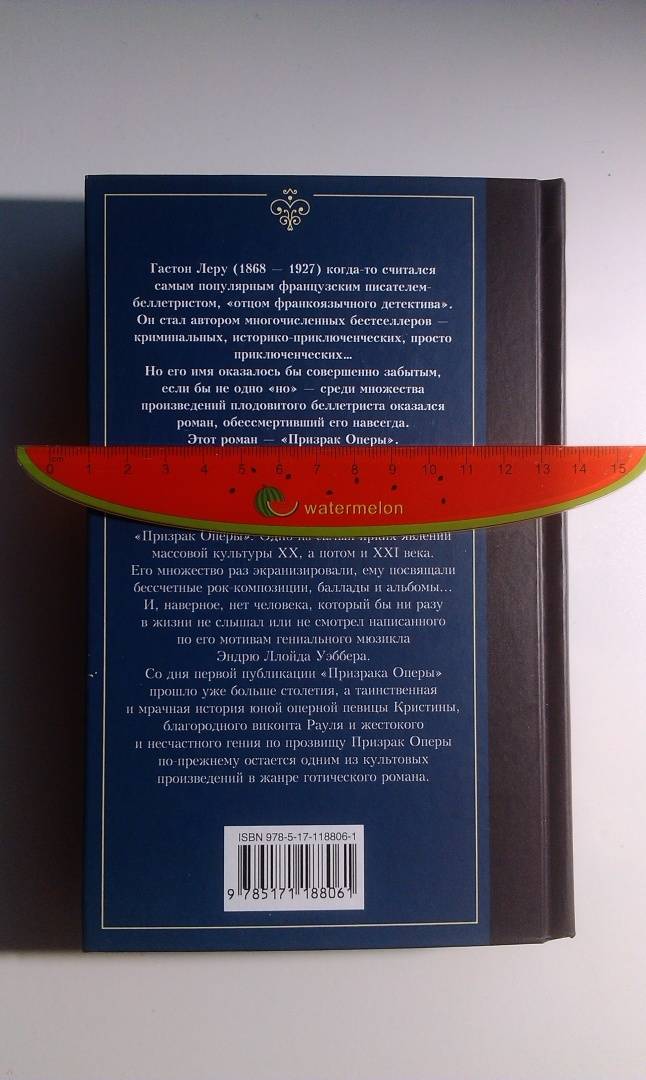 Гастон Леру (1868 — 1927) когда-то считался
самым популярным французским писателем-
беллетристом, «отцом франкоязычного детектива».
Он стал автором многочисленных бестселлеров —
криминальных, историко-приключенческих, просто
приключенческих...
Но его имя оказалось бы совершенно забытым,
если бы не одно «но» — среди множества
произведений плодовитого беллетриста оказался
роман, обессмертивший его навсегда.
Этот роман — «Призрак Оперы».
0 1 2 3 4 5 6 7 8 9 10 11 12 13 14 15
cm
watermelon
«Призрак Оперы». Одно из самых ярких явлений
массовой культуры XX, а потом и XXI века.
Его множество раз экранизировали, ему посвящали
бессчетные рок-композиции, баллады и альбомы...
И, наверное, нет человека, который бы ни разу
в жизни не слышал или не смотрел написанного
по его мотивам гениального мюзикла
Эндрю Ллойда Уэббера.
Со дня первой публикации «Призрака Оперы»
прошло уже больше столетия, а таинственная
и мрачная история юной оперной певицы Кристины,
благородного виконта Рауля и жестокого
и несчастного гения по прозвищу Призрак Оперы
по-прежнему остается одним из культовых
произведений в жанре готического романа.
ISBN 978-5-17-118806-1
9 785171 188061